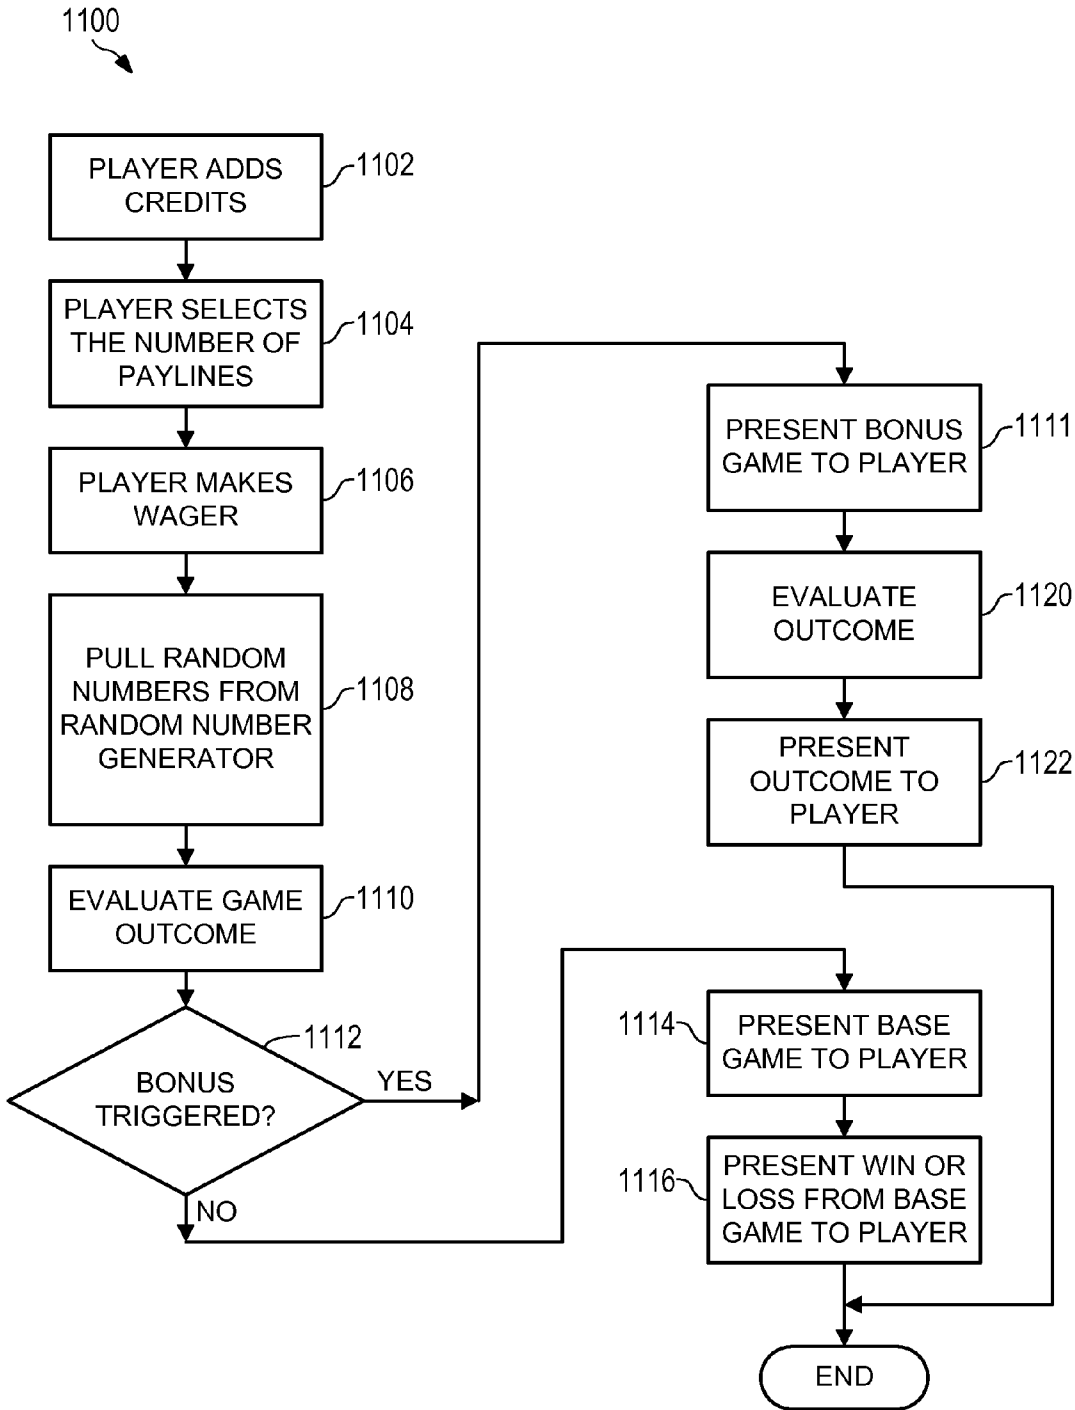 1100
PLAYER ADDS
CREDITS
1102
PLAYER SELECTS
THE NUMBER OF
PAYLINES
1104
PLAYER MAKES
WAGER
1106
PULL RANDOM
NUMBERS FROM
RANDOM NUMBER
GENERATOR
1108
EVALUATE GAME
OUTCOME
1110
BONUS
TRIGGERED?
1112
YES
NO
PRESENT BONUS
GAME TO PLAYER
1111
EVALUATE
OUTCOME
1120
PRESENT
OUTCOME TO
PLAYER
1122
1114
PRESENT BASE
GAME TO PLAYER
1116
PRESENT WIN OR
LOSS FROM BASE
GAME TO PLAYER
END